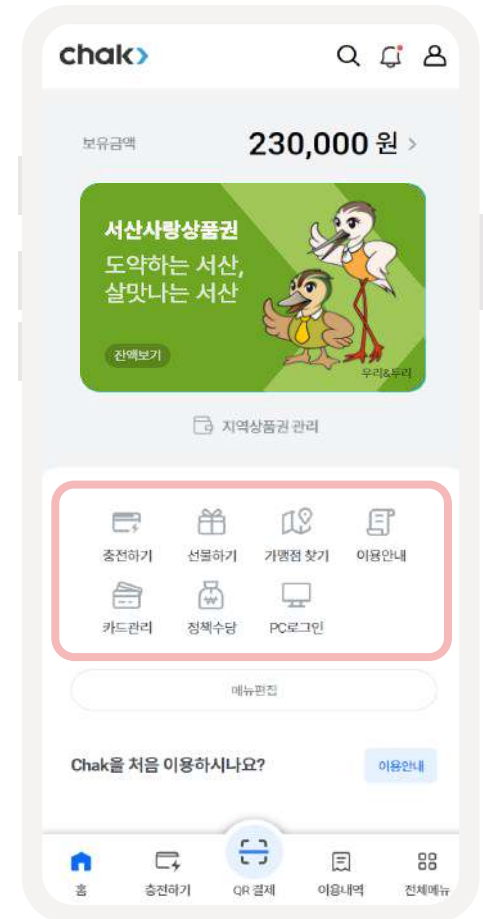 chak
보유금액 230,000 원
서산사랑상품권
도약하는 서산,
살맛나는 서산
잔액보기
우리&두리
지역상품권 관리
충전하기 선물하기 가맹점 찾기 이용안내
카드관리 정책수당 PC로그인
메뉴편집
Chak을 처음 이용하시나요? 이용안내
홈 충전하기 QR 결제 이용내역 전체메뉴